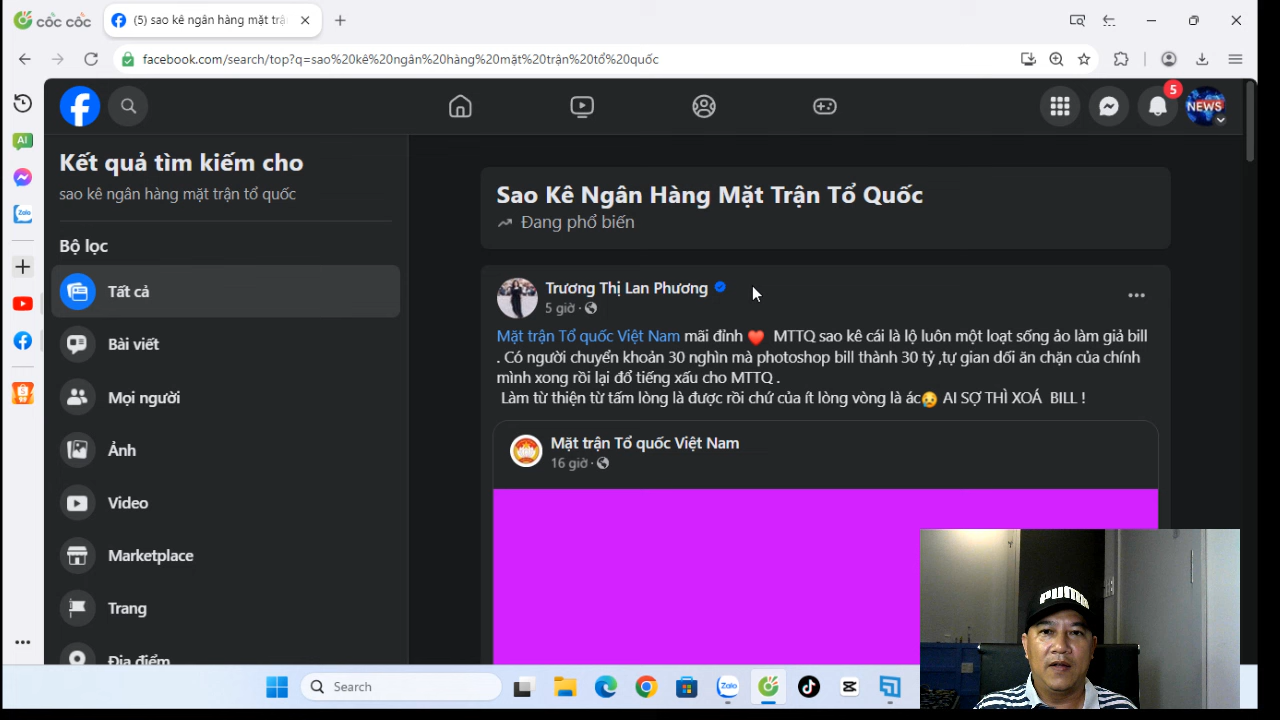 cốc cốc
(5) sao kê ngân hàng mặt trậ
facebook.com/search/top?q=sao%20kê%20ngân%20hàng%20mặt%20trận%20tổ%20quốc
AI
Zalo
5
NEWS
Kết quả tìm kiếm cho
sao kê ngân hàng mặt trận tổ quốc
Bộ lọc
Tất cả
Bài viết
Mọi người
Ảnh
Video
Marketplace
Trang
Địa điểm
Sao Kê Ngân Hàng Mặt Trận Tổ Quốc
Đang phổ biến
Trương Thị Lan Phương
5 giờ ·
Mặt trận Tổ quốc Việt Nam mãi đỉnh ❤️ MTTQ sao kê cái là lộ luôn một loạt sống ảo làm giả bill
. Có người chuyển khoản 30 nghìn mà photoshop bill thành 30 tỷ ,tự gian dối ăn chặn của chính
mình xong rồi lại đổ tiếng xấu cho MTTQ .
Làm từ thiện từ tấm lòng là được rồi chứ của ít lòng vòng là ác😥 AI SỢ THÌ XOÁ BILL !
Mặt trận Tổ quốc Việt Nam
16 giờ ·
PUMA
Search
Zalo